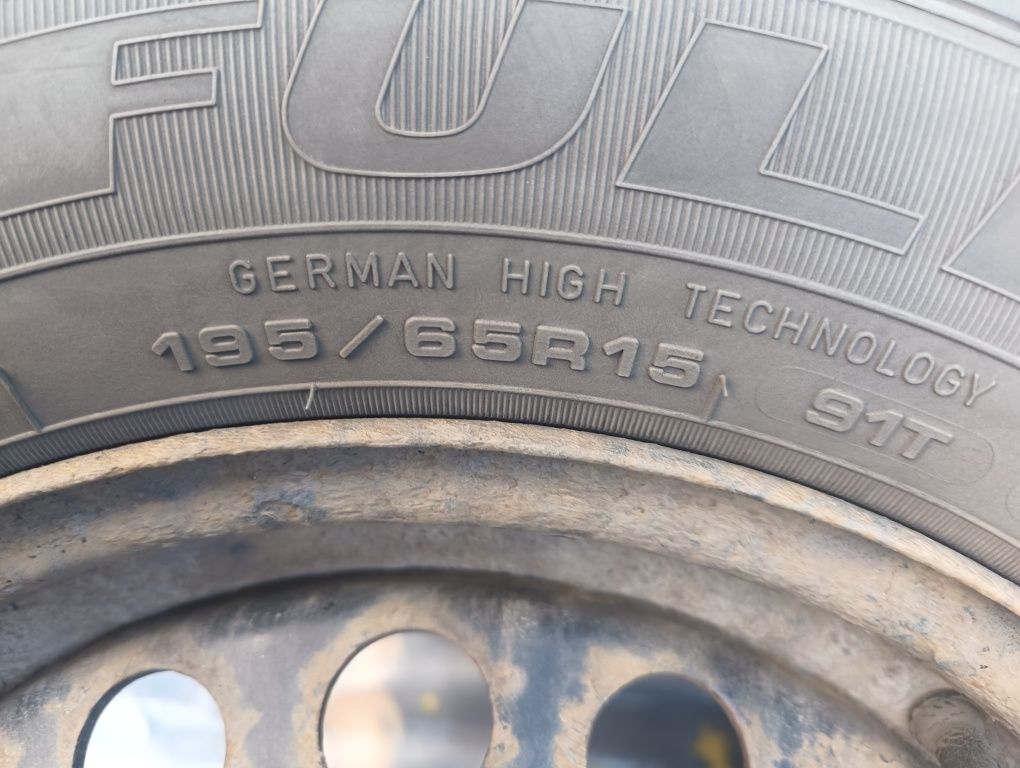 FUL
GERMAN HIGH TECHNOLOGY
195/65R15 91T